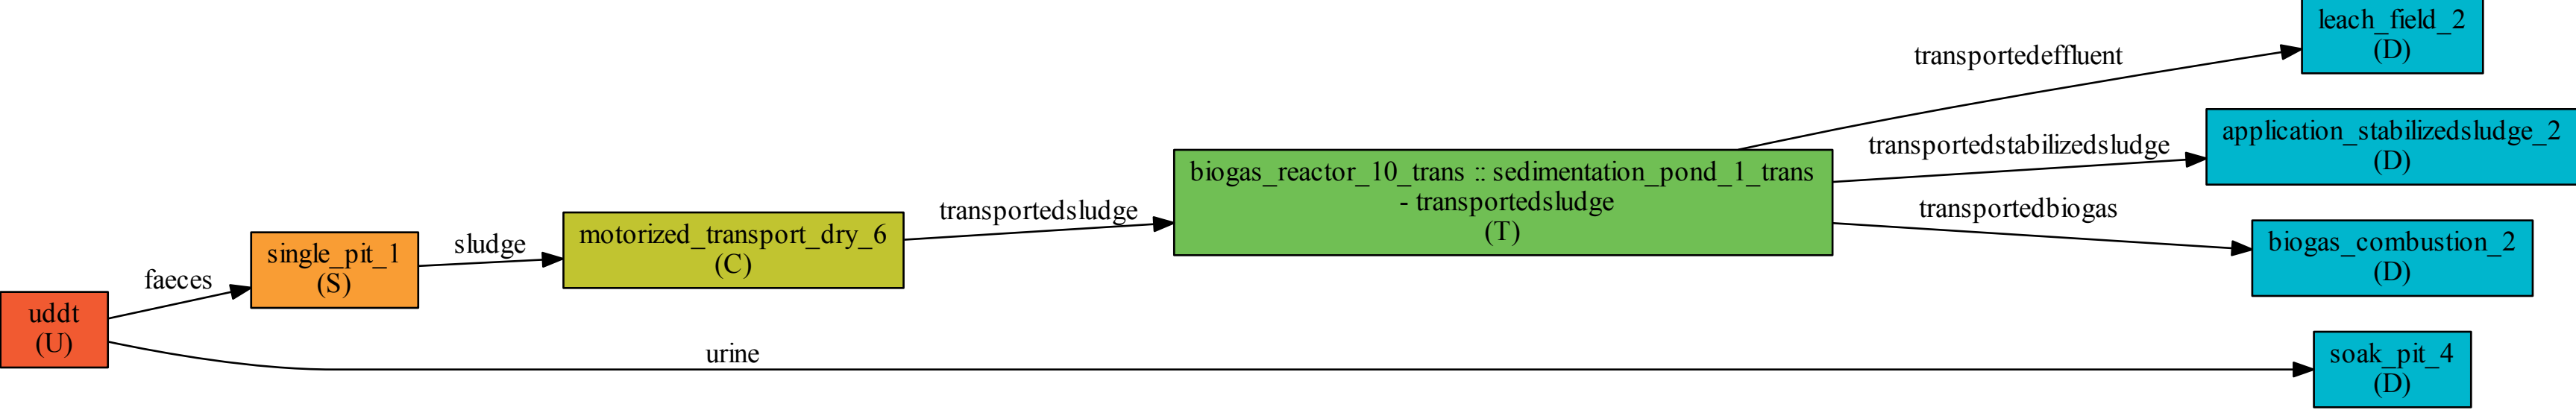 leach_field_2
(D)
transportedeffluent
application_stabilizedsludge_2
(D)
transportedstabilizedsludge
biogas_reactor_10_trans :: sedimentation_pond_1_trans
- transportedsludge
(T)
transportedbiogas
biogas_combustion_2
(D)
transportedsludge
motorized_transport_dry_6
(C)
sludge
single_pit_1
(S)
faeces
uddt
(U)
urine
soak_pit_4
(D)